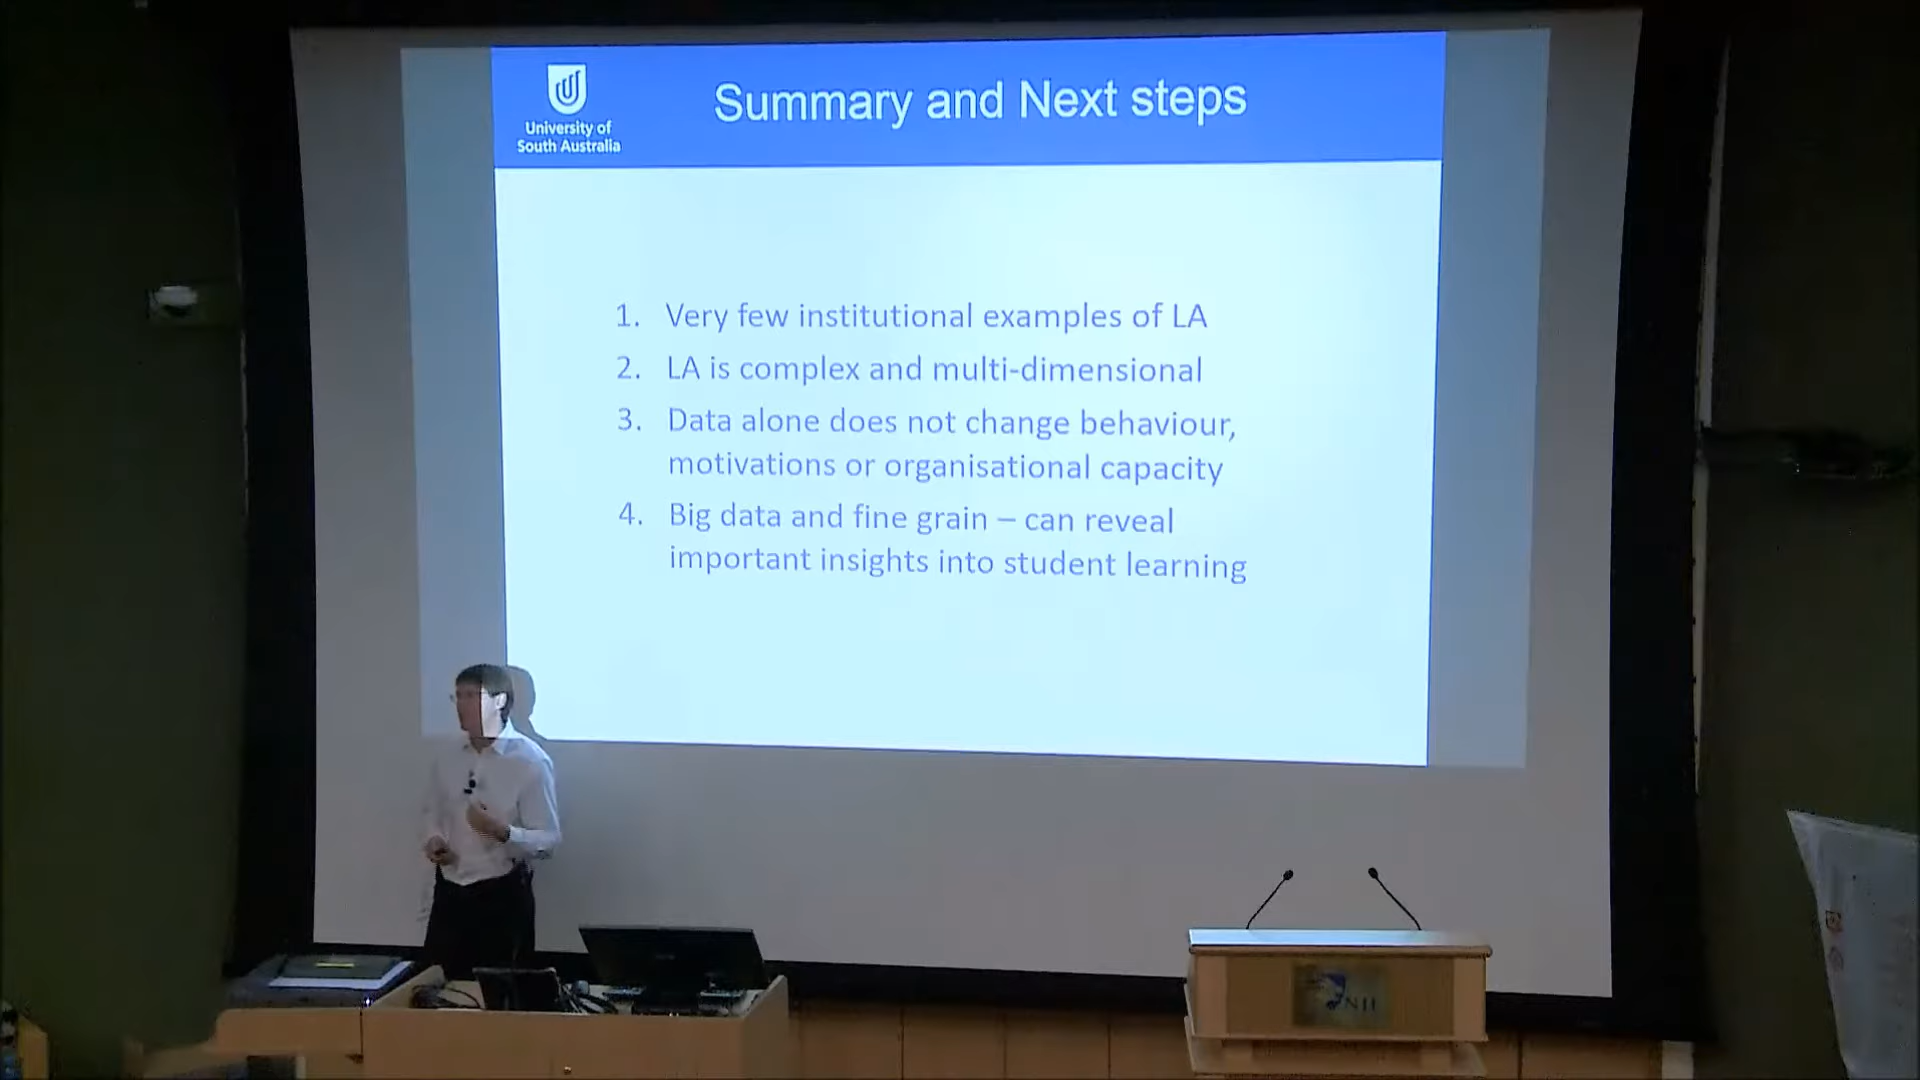 University of
South Australia
Summary and Next steps
1. Very few institutional examples of LA
2. LA is complex and multi-dimensional
3. Data alone does not change behaviour,
motivations or organisational capacity
4. Big data and fine grain – can reveal
important insights into student learning
NII